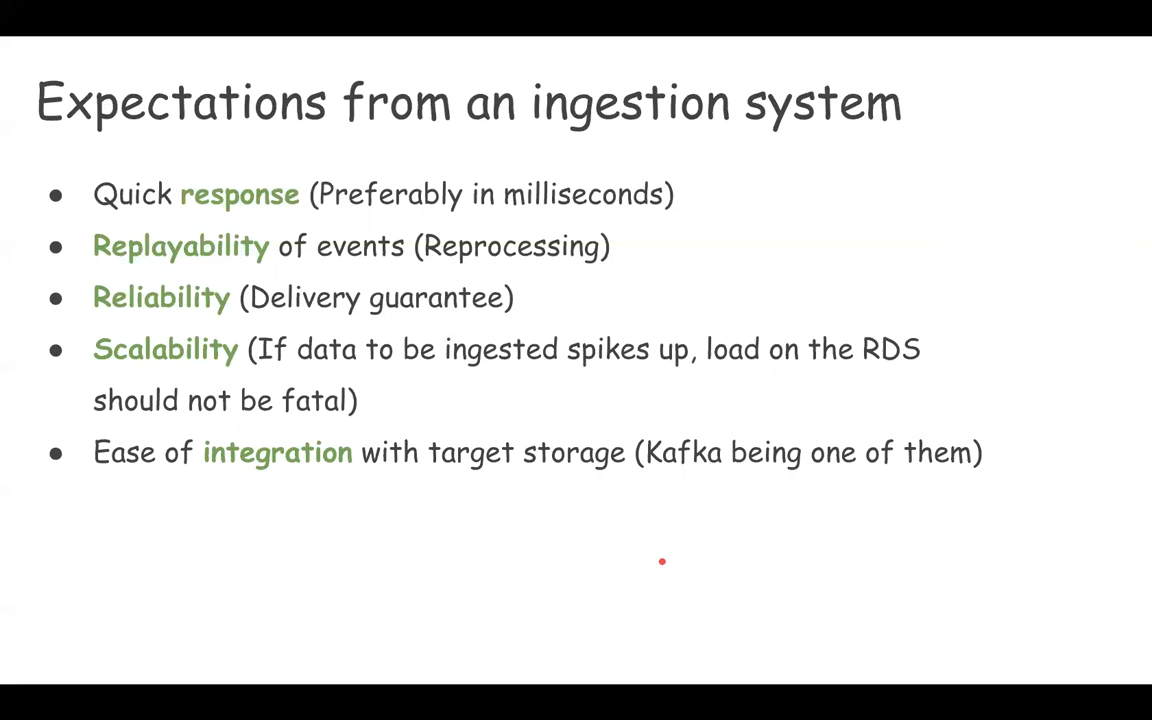 Expectations from an ingestion system
● Quick response (Preferably in milliseconds)
● Replayability of events (Reprocessing)
● Reliability (Delivery guarantee)
● Scalability (If data to be ingested spikes up, load on the RDS
should not be fatal)
● Ease of integration with target storage (Kafka being one of them)